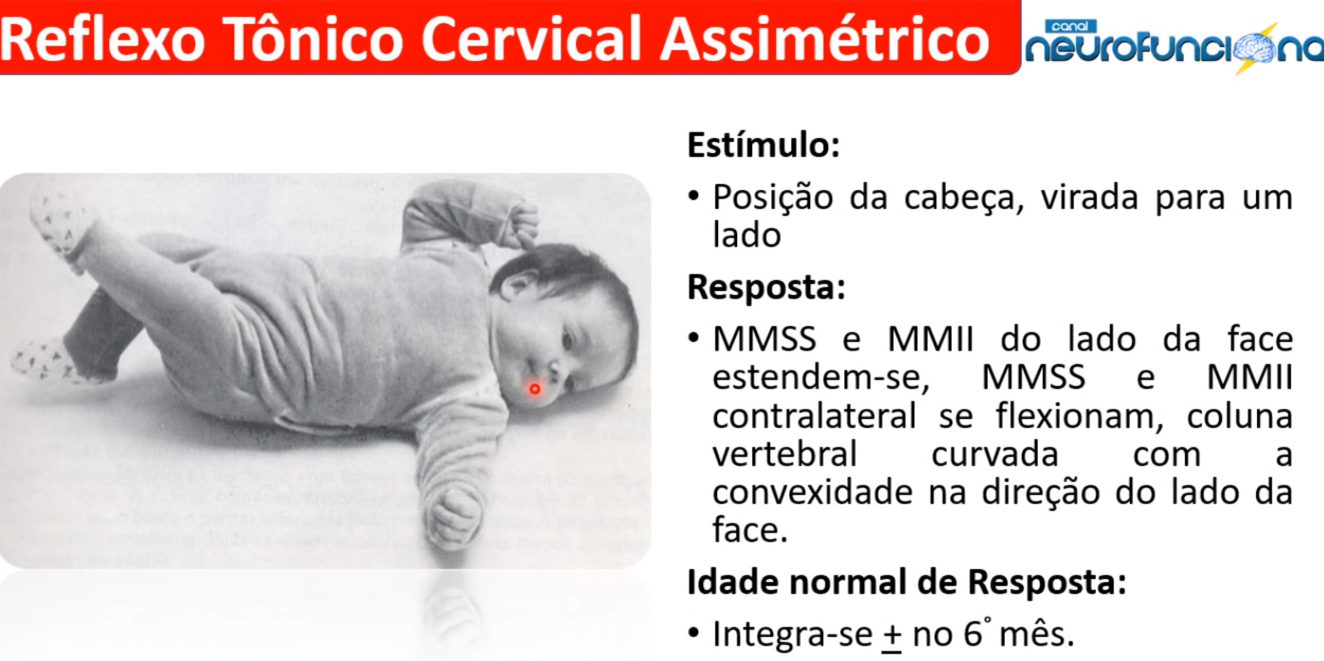 Reflexo Tônico Cervical Assimétrico
canal
neurofunciona
Estímulo:
• Posição da cabeça, virada para um
lado
Resposta:
• MMSS e MMII do lado da face
estendem-se, MMSS e MMII
contralateral se flexionam, coluna
vertebral curvada com a
convexidade na direção do lado da
face.
Idade normal de Resposta:
• Integra-se ± no 6° mês.